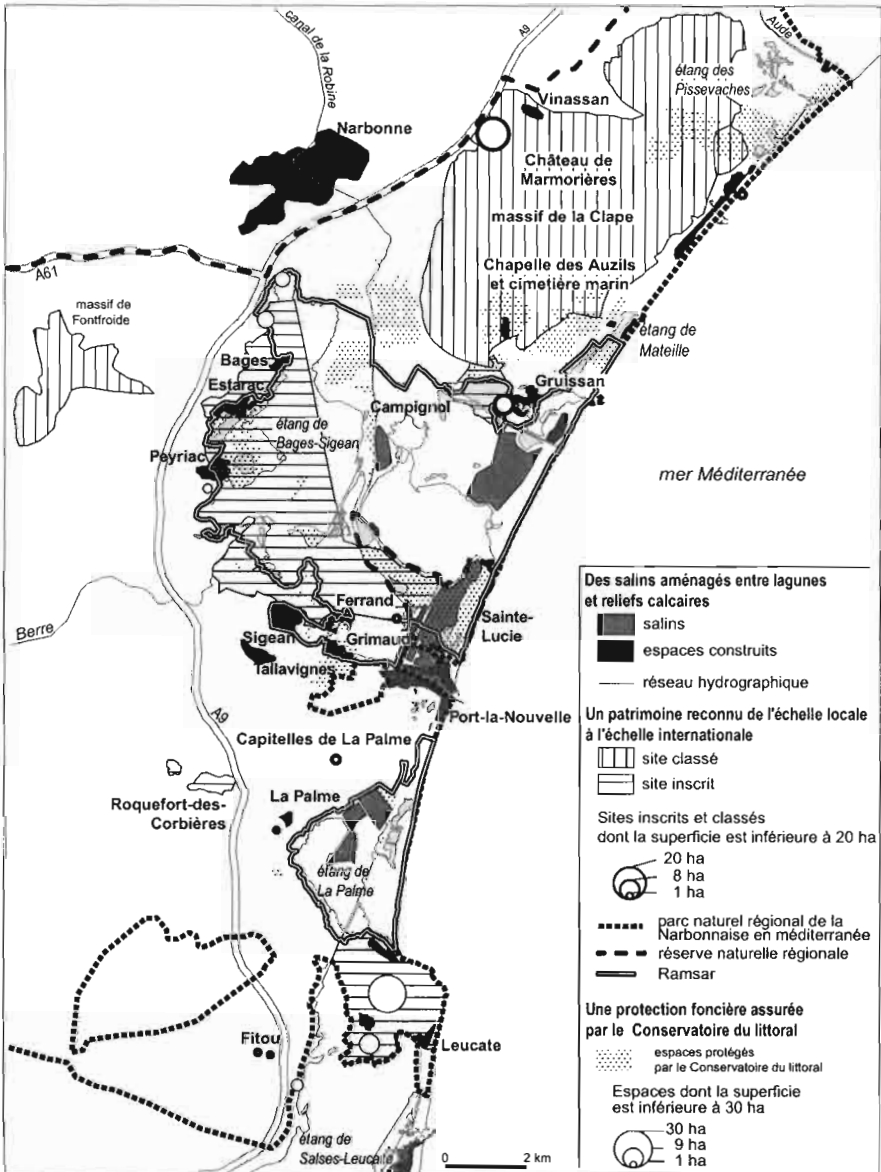 canal de la
Robine
A9
Aude
étang des
Pissevaches
Vinassan
Narbonne
Château de
Marmorières
massif de la Clape
A61
Chapelle des Auzils
et cimetière marin
massif de
Fontfroide
étang de
Mateille
Bages
Estarac
Gruissan
Campignol
étang de
Bages-Sigean
Peyriac
mer Méditerranée
Berre
Ferrand
Sigean
Grimaud
Sainte-
Lucie
Tallavignes
A9
Port-la-Nouvelle
Capitelles de La Palme
Roquefort-des-
Corbières
La Palme
étang de
La Palme
Fitou
Leucate
étang de
Salses-Leucate
0 2 km
Des salins aménagés entre lagunes
et reliefs calcaires
salins
espaces construits
réseau hydrographique
Un patrimoine reconnu de l'échelle locale
à l'échelle internationale
site classé
site inscrit
Sites inscrits et classés
dont la superficie est inférieure à 20 ha
20 ha
8 ha
1 ha
parc naturel régional de la
Narbonnaise en méditerranée
réserve naturelle régionale
Ramsar
Une protection foncière assurée
par le Conservatoire du littoral
espaces protégés
par le Conservatoire du littoral
Espaces dont la superficie
est inférieure à 30 ha
30 ha
9 ha
1 ha